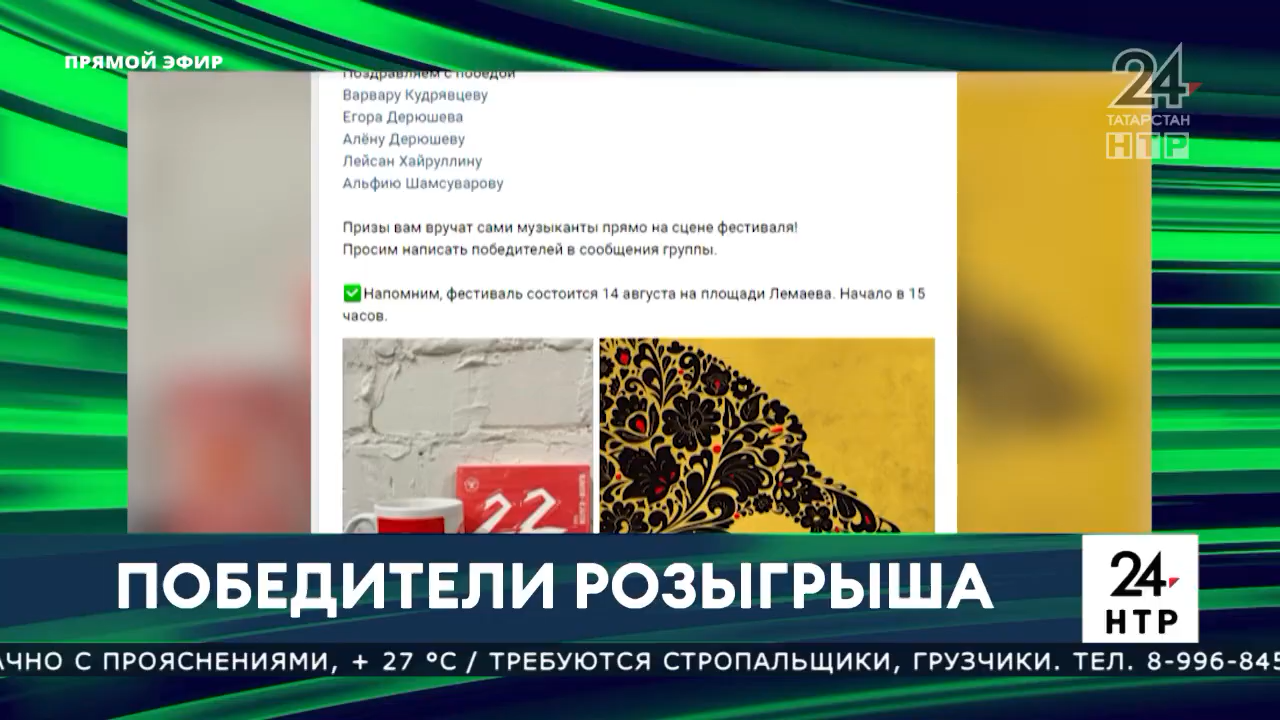 ПРЯМОЙ ЭФИР
24
ТАТАРСТАН
НТР
Поздравляем с победой
Варвару Кудрявцеву
Егора Дерюшева
Алёну Дерюшеву
Лейсан Хайруллину
Альфию Шамсуварову
Призы вам вручат сами музыканты прямо на сцене фестиваля!
Просим написать победителей в сообщения группы.
✅Напомним, фестиваль состоится 14 августа на площади Лемаева. Начало в 15
часов.
22
ПОБЕДИТЕЛИ РОЗЫГРЫША
24
НТР
АЧНО С ПРОЯСНЕНИЯМИ, + 27 °C / ТРЕБУЮТСЯ СТРОПАЛЬЩИКИ, ГРУЗЧИКИ. ТЕЛ. 8-996-845